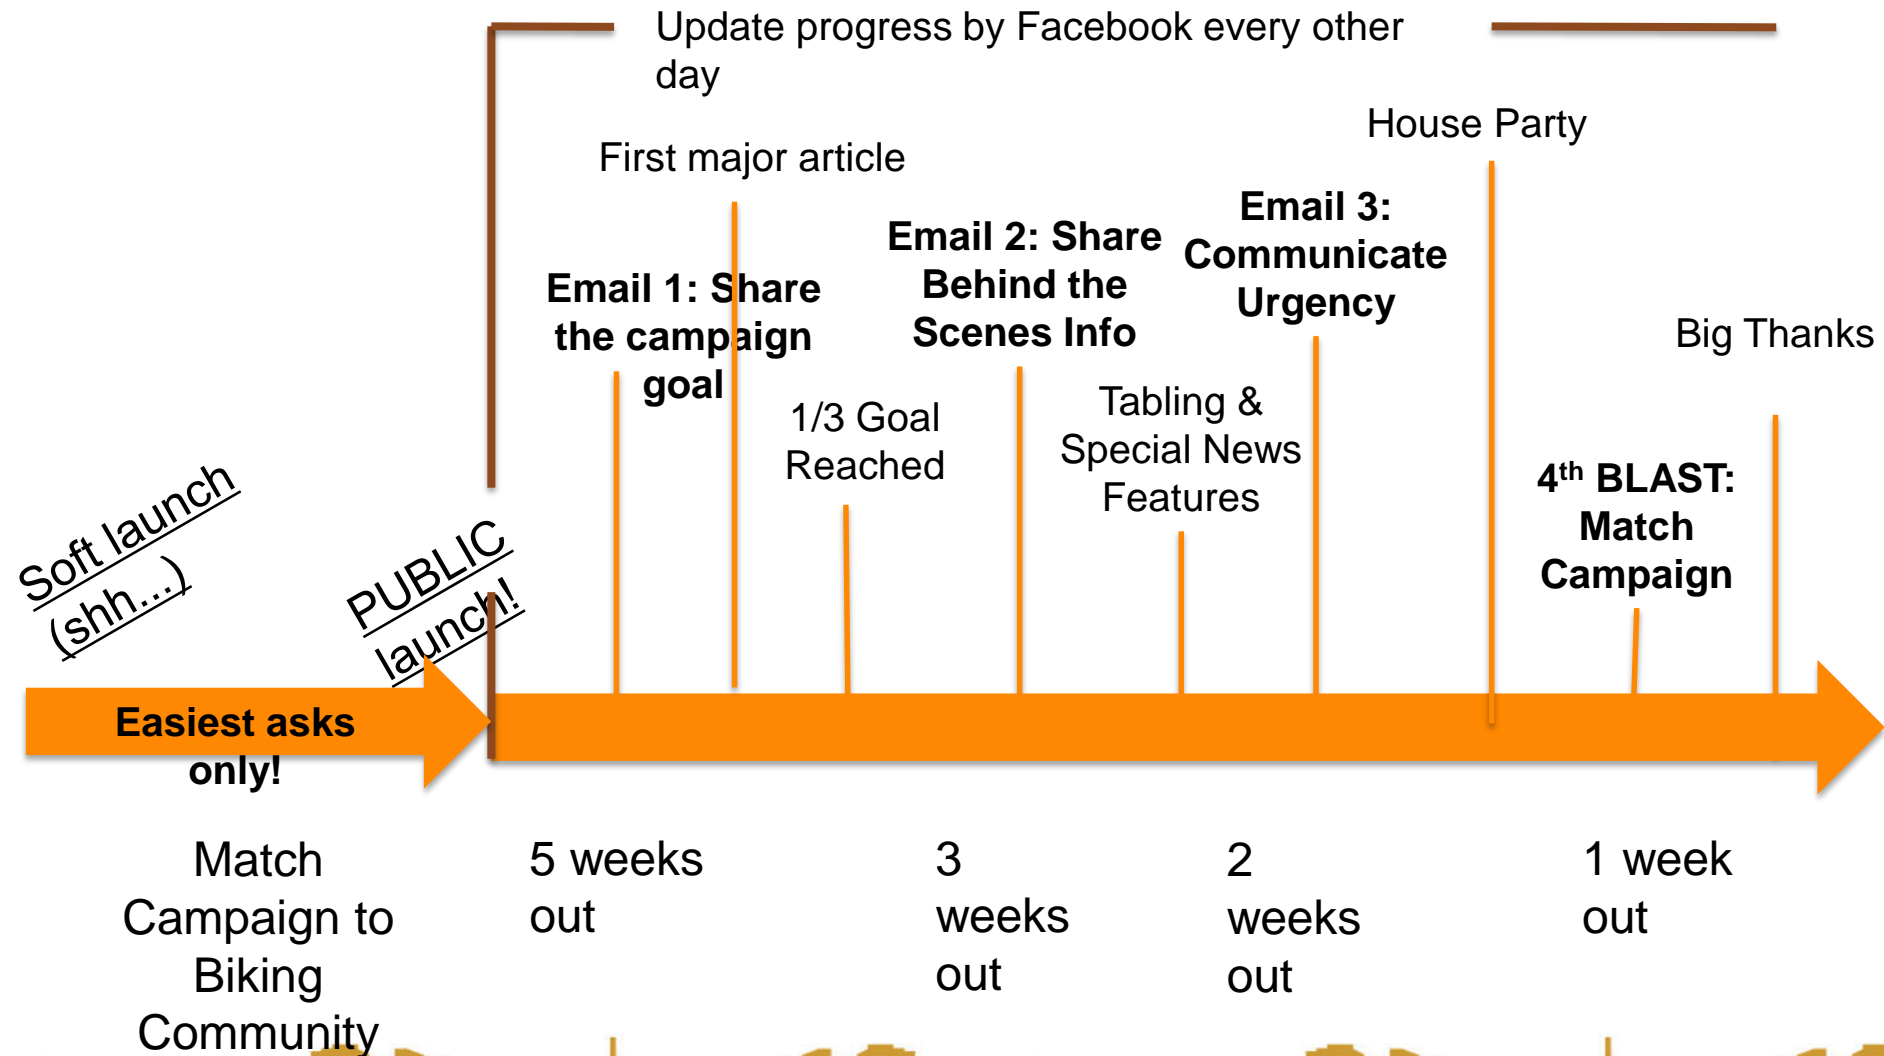 Update progress by Facebook every other
day
House Party
First major article
Email 3:
Communicate
Urgency
Email 2: Share
Behind the
Scenes Info
Email 1: Share
the campaign
goal
Big Thanks
1/3 Goal
Reached
Tabling &
Special News
Features
4th BLAST:
Match
Campaign
Soft launch
(shh...)
PUBLIC
launch!
Easiest asks
only!
Match
Campaign to
Biking
Community
5 weeks
out
3
weeks
out
2
weeks
out
1 week
out